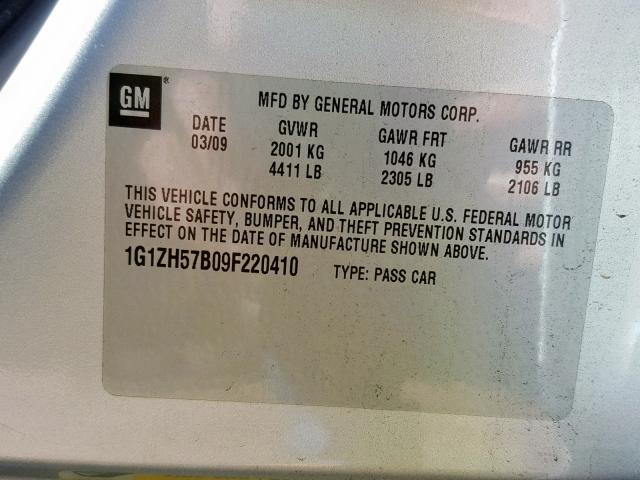 GM®
MFD BY GENERAL MOTORS CORP.
DATE GVWR GAWR FRT GAWR RR
03/09 2001 KG 1046 KG 955 KG
4411 LB 2305 LB 2106 LB
THIS VEHICLE CONFORMS TO ALL APPLICABLE U.S. FEDERAL MOTOR
VEHICLE SAFETY, BUMPER, AND THEFT PREVENTION STANDARDS IN
EFFECT ON THE DATE OF MANUFACTURE SHOWN ABOVE.
1G1ZH57B09F220410 TYPE: PASS CAR